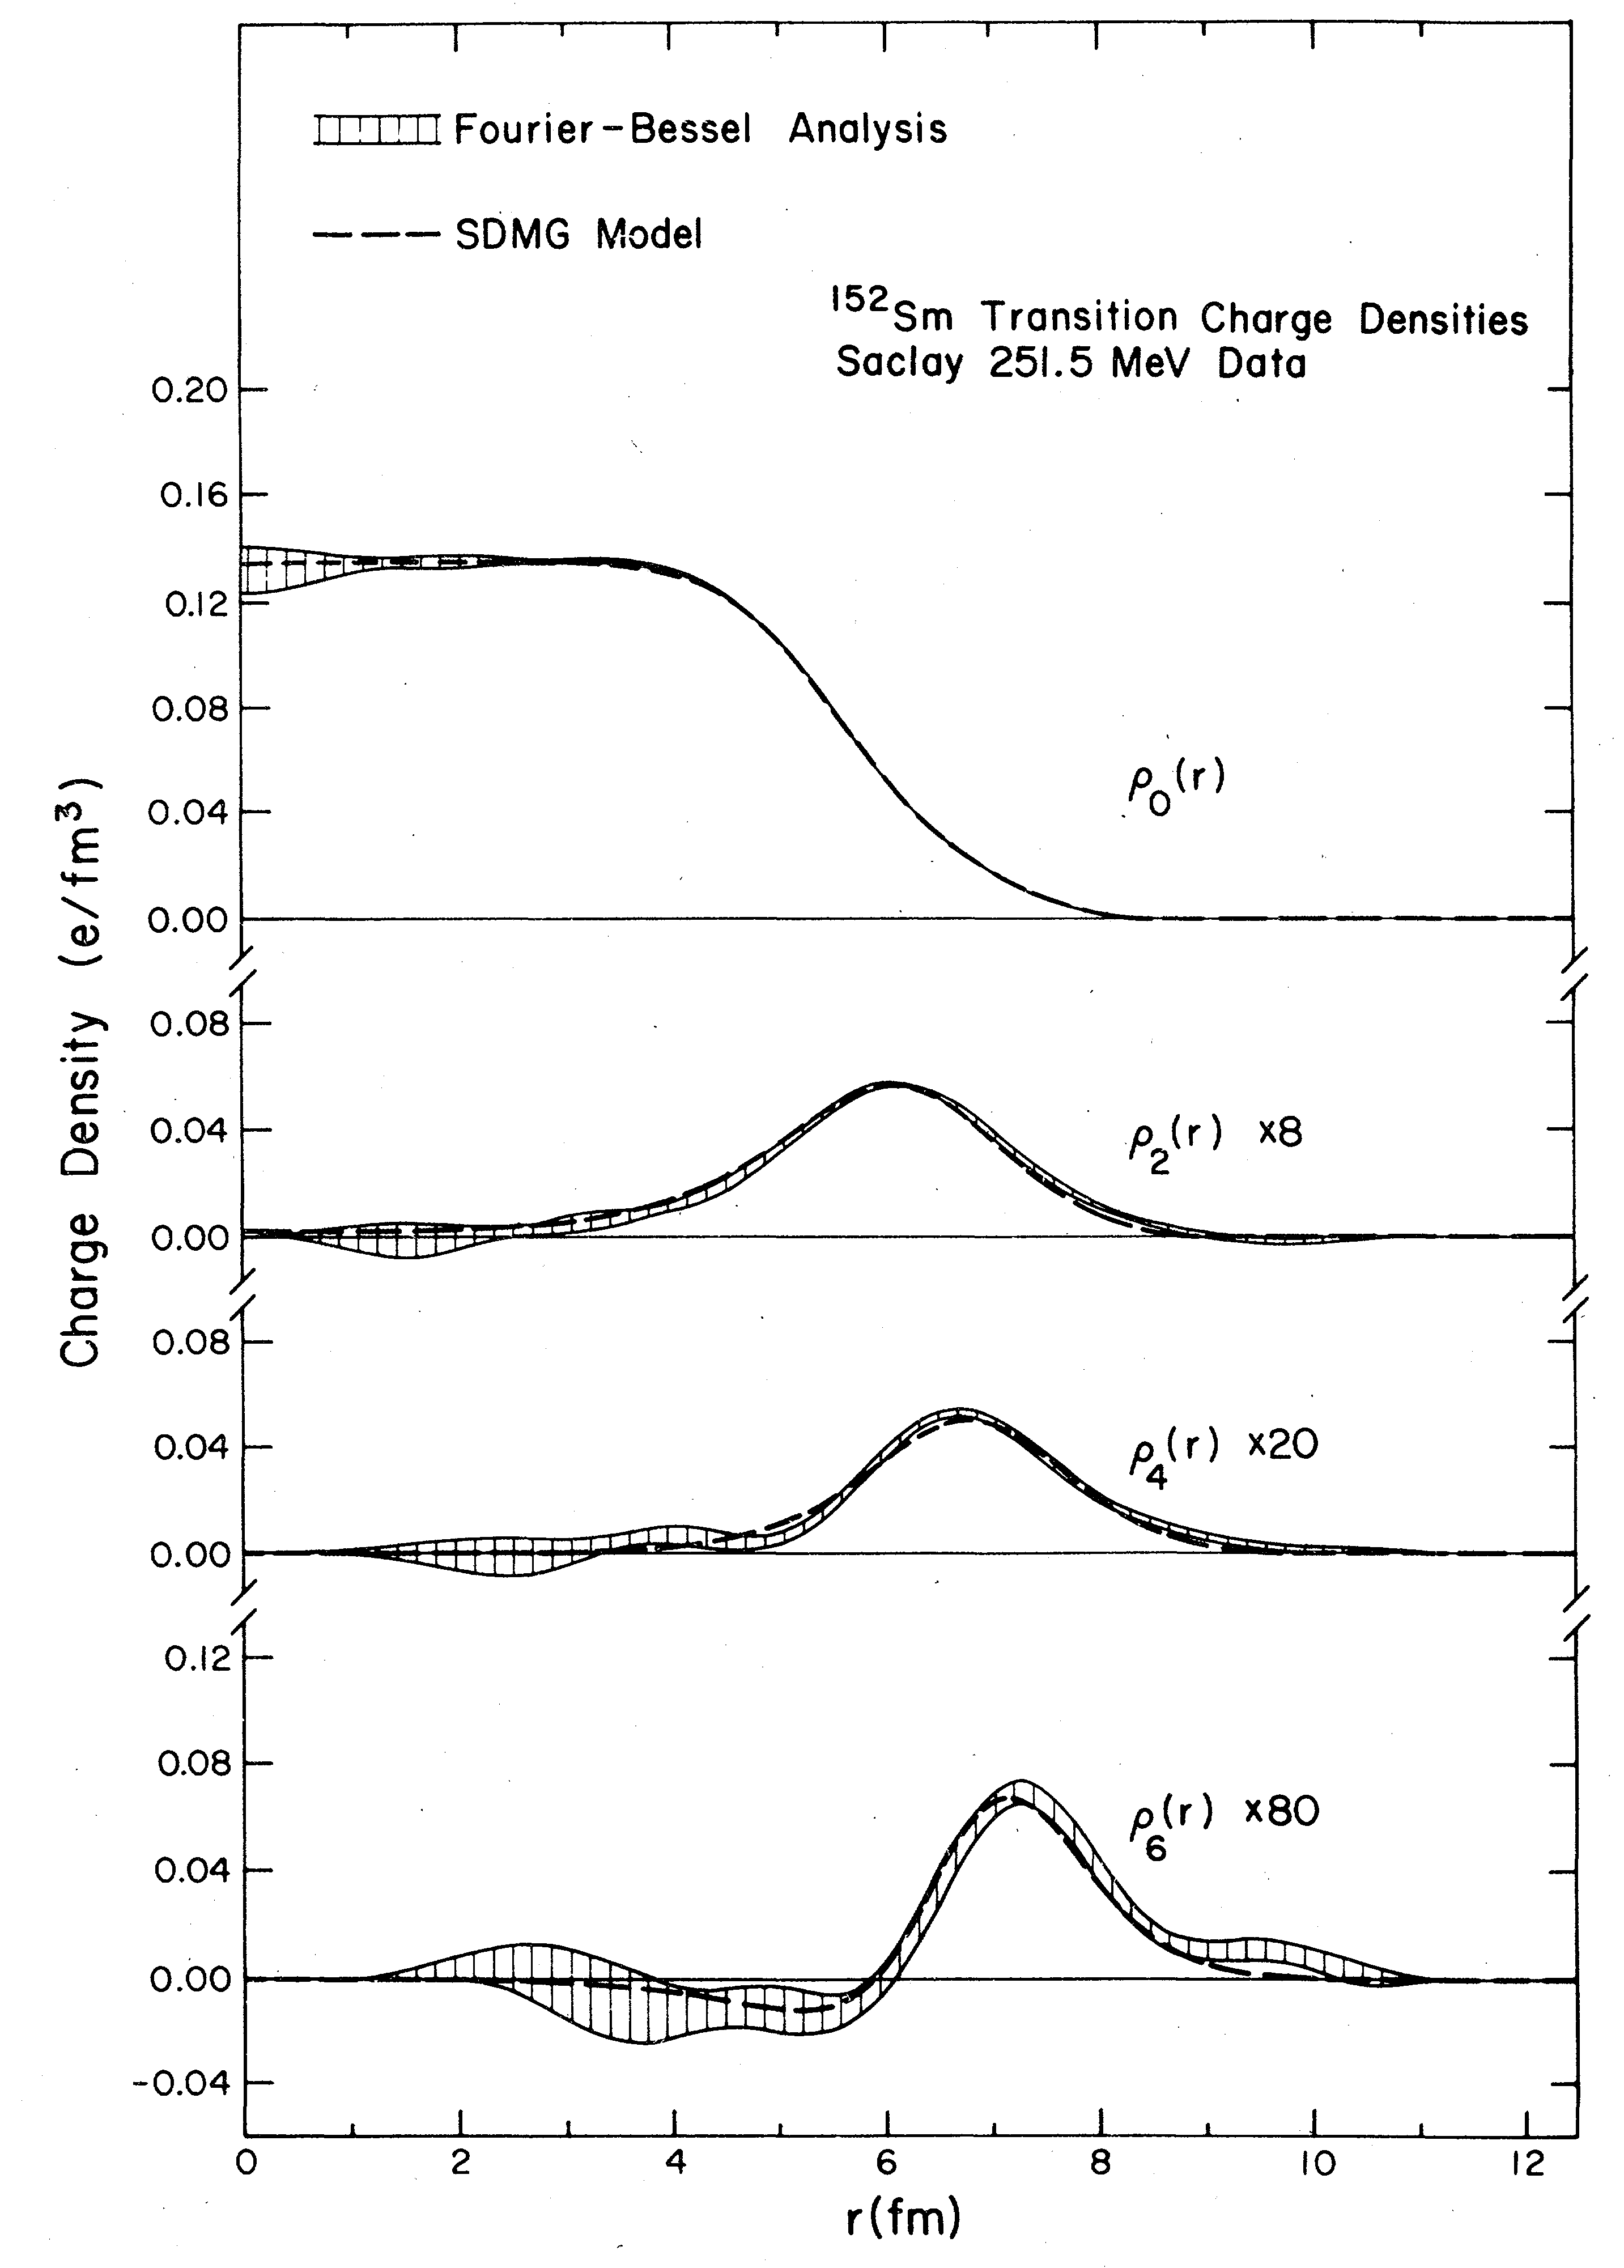 Fourier-Bessel Analysis
SDMG Model
152Sm Transition Charge Densities
Saclay 251.5 MeV Data
Charge Density (e/fm3)
0.20
0.16
0.12
0.08
0.04
0.00
ρ0(r)
0.08
0.04
0.00
ρ2(r) x8
0.08
0.04
0.00
ρ4(r) x20
0.12
0.08
0.04
0.00
-0.04
ρ6(r) x80
0 2 4 6 8 10 12
r(fm)